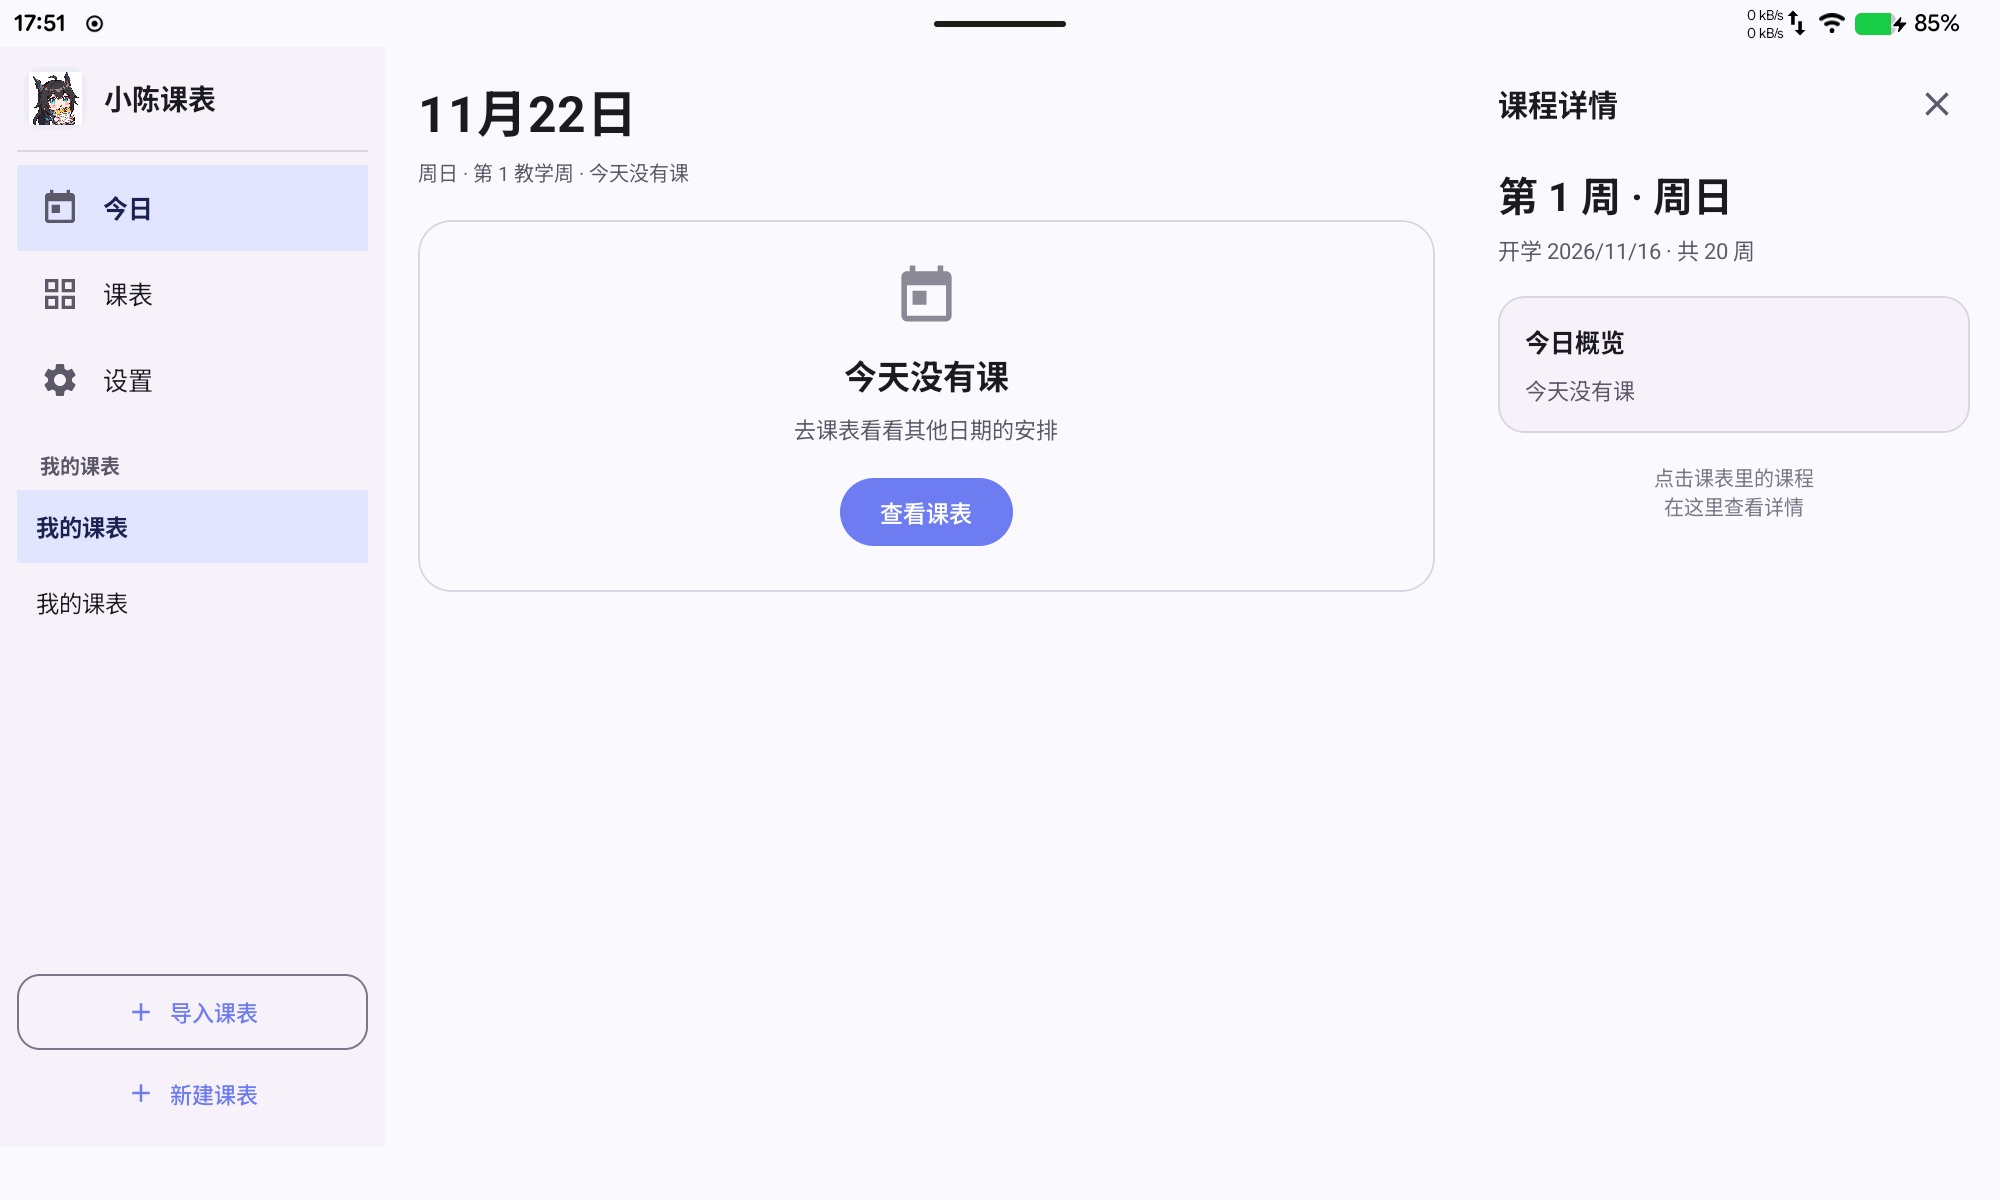 17:51
0 kB/s
0 kB/s
85%
小陈课表
今日
课表
设置
我的课表
我的课表
我的课表
+ 导入课表
+ 新建课表
11月22日
周日 · 第 1 教学周 · 今天没有课
今天没有课
去课表看看其他日期的安排
查看课表
课程详情
第 1 周 · 周日
开学 2026/11/16 · 共 20 周
今日概览
今天没有课
点击课表里的课程
在这里查看详情